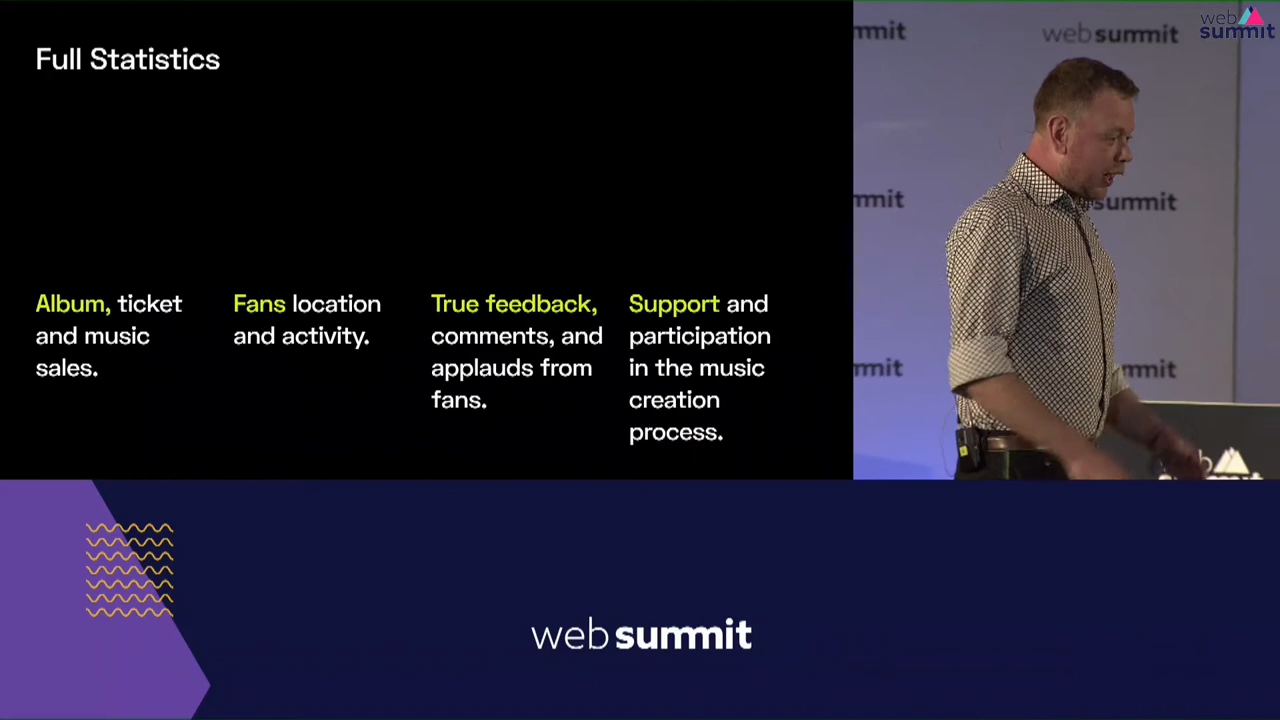 Full Statistics
Album, ticket
and music
sales.
Fans location
and activity.
True feedback,
comments, and
applauds from
fans.
Support and
participation
in the music
creation
process.
web
summit
mmit
web summit
mmit
summit
mmit
mmit
web
summit
web summit